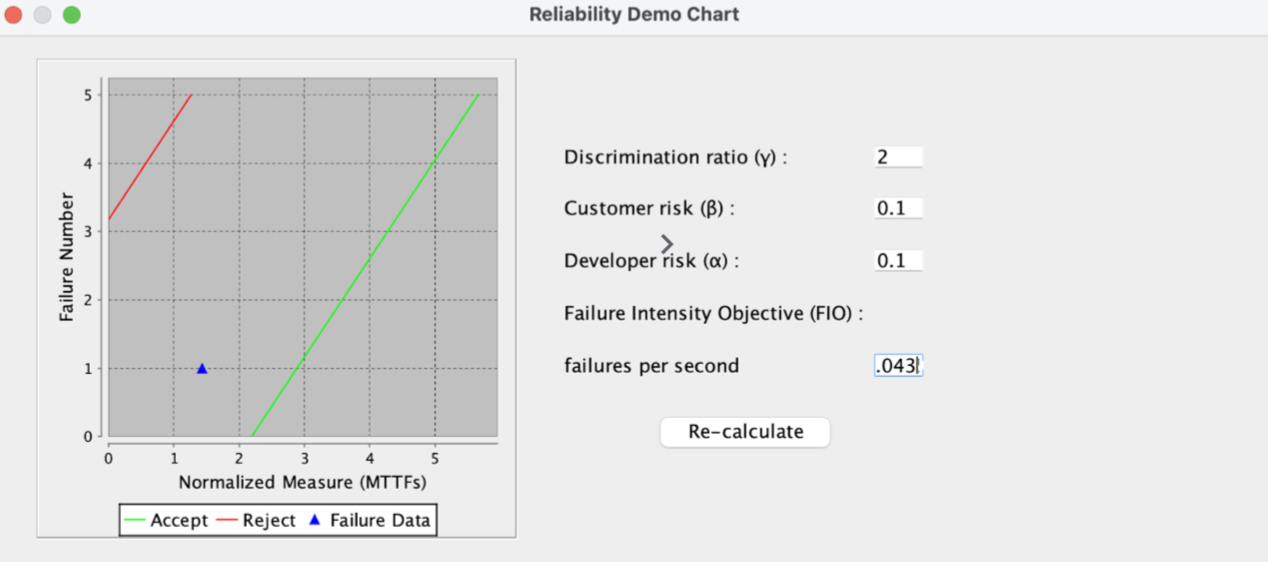 Reliability Demo Chart
5
4
3
2
1
0
Failure Number
0 1 2 3 4 5
Normalized Measure (MTTFs)
Accept Reject Failure Data
Discrimination ratio (γ) : 2
Customer risk (β) : 0.1
Developer risk (α) : 0.1
Failure Intensity Objective (FIO) :
failures per second .043
Re-calculate